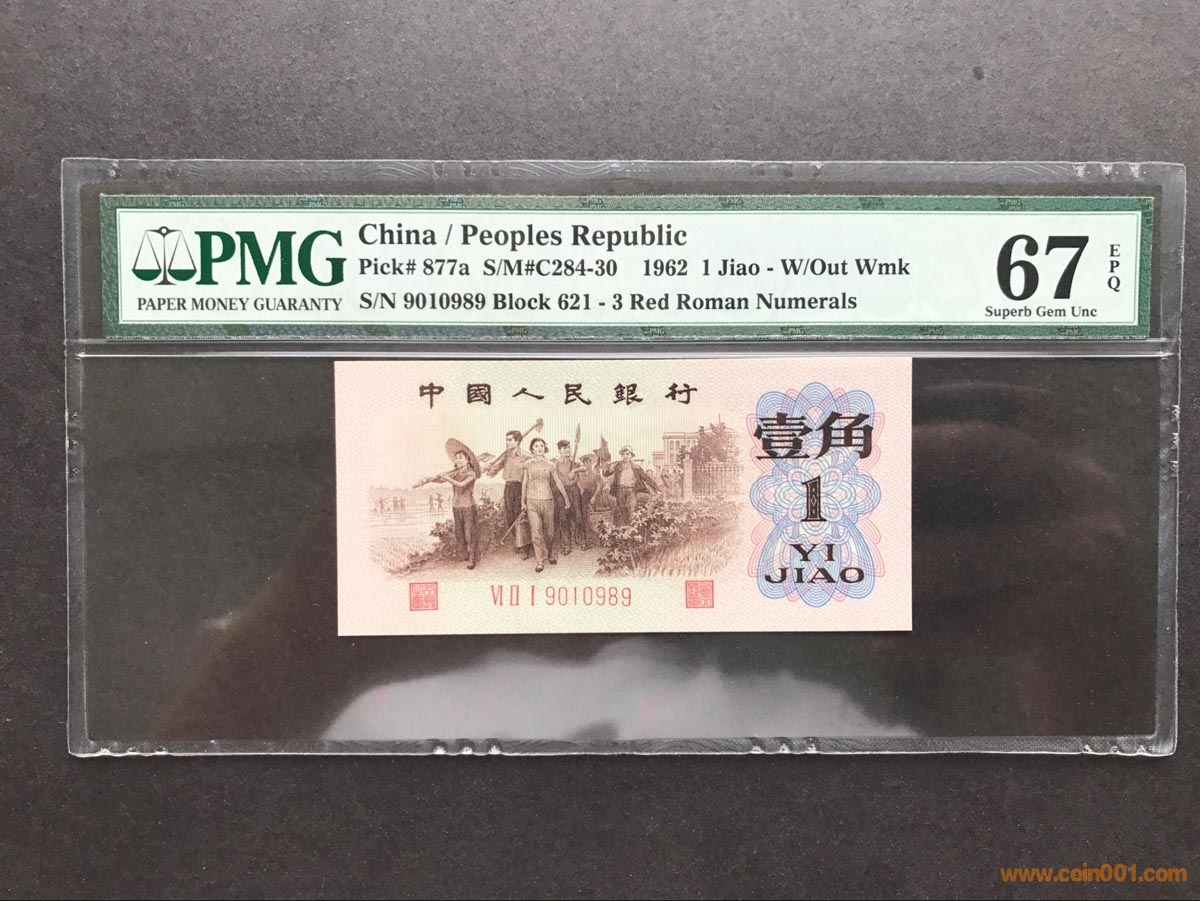 PMG
PAPER MONEY GUARANTY
China / Peoples Republic
Pick# 877a S/M#C284-30 1962 1 Jiao - W/Out Wmk
S/N 9010989 Block 621 - 3 Red Roman Numerals
67
EPQ
Superb Gem Unc
中國人民銀行
壹角
1
YI
JIAO
VI II I 9010989
www.coin001.com